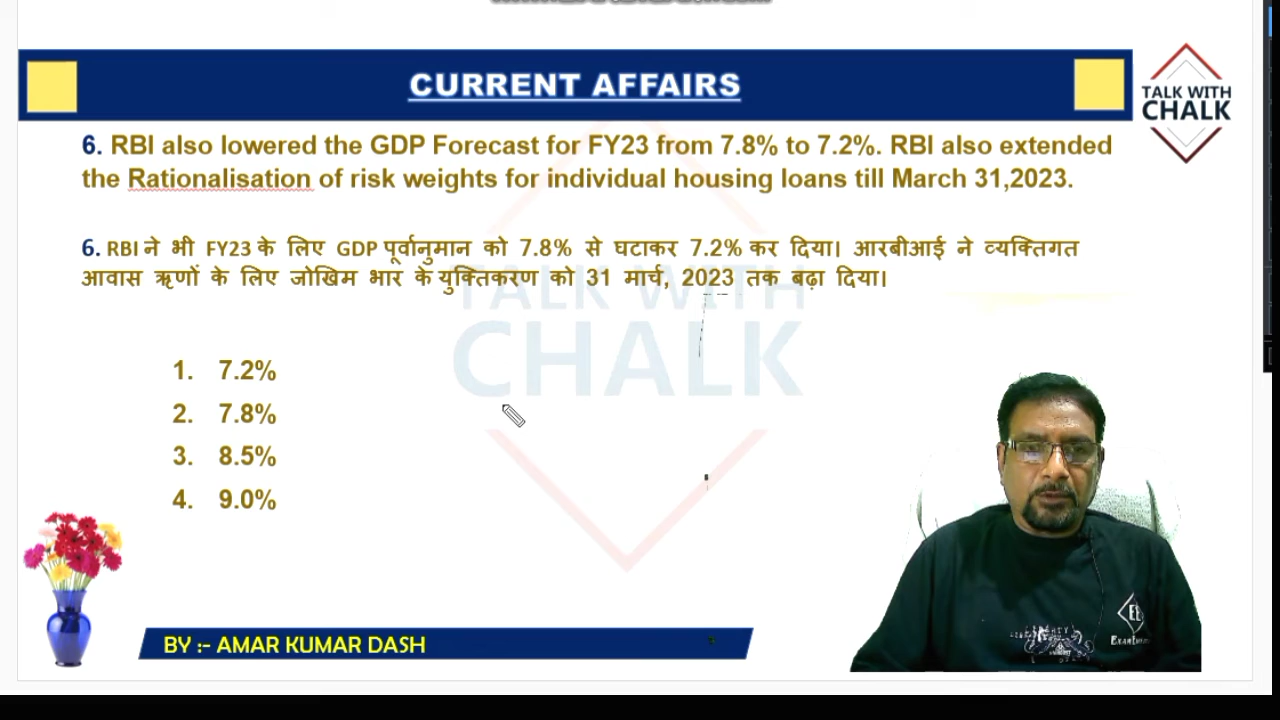 CURRENT AFFAIRS
TALK WITH
CHALK
6. RBI also lowered the GDP Forecast for FY23 from 7.8% to 7.2%. RBI also extended
the Rationalisation of risk weights for individual housing loans till March 31,2023.
6. RBI ने भी FY23 के लिए GDP पूर्वानुमान को 7.8% से घटाकर 7.2% कर दिया। आरबीआई ने व्यक्तिगत
आवास ऋणों के लिए जोखिम भार के युक्तिकरण को 31 मार्च, 2023 तक बढ़ा दिया।
TALK WITH
CHALK
1. 7.2%
2. 7.8%
3. 8.5%
4. 9.0%
BY :- AMAR KUMAR DASH